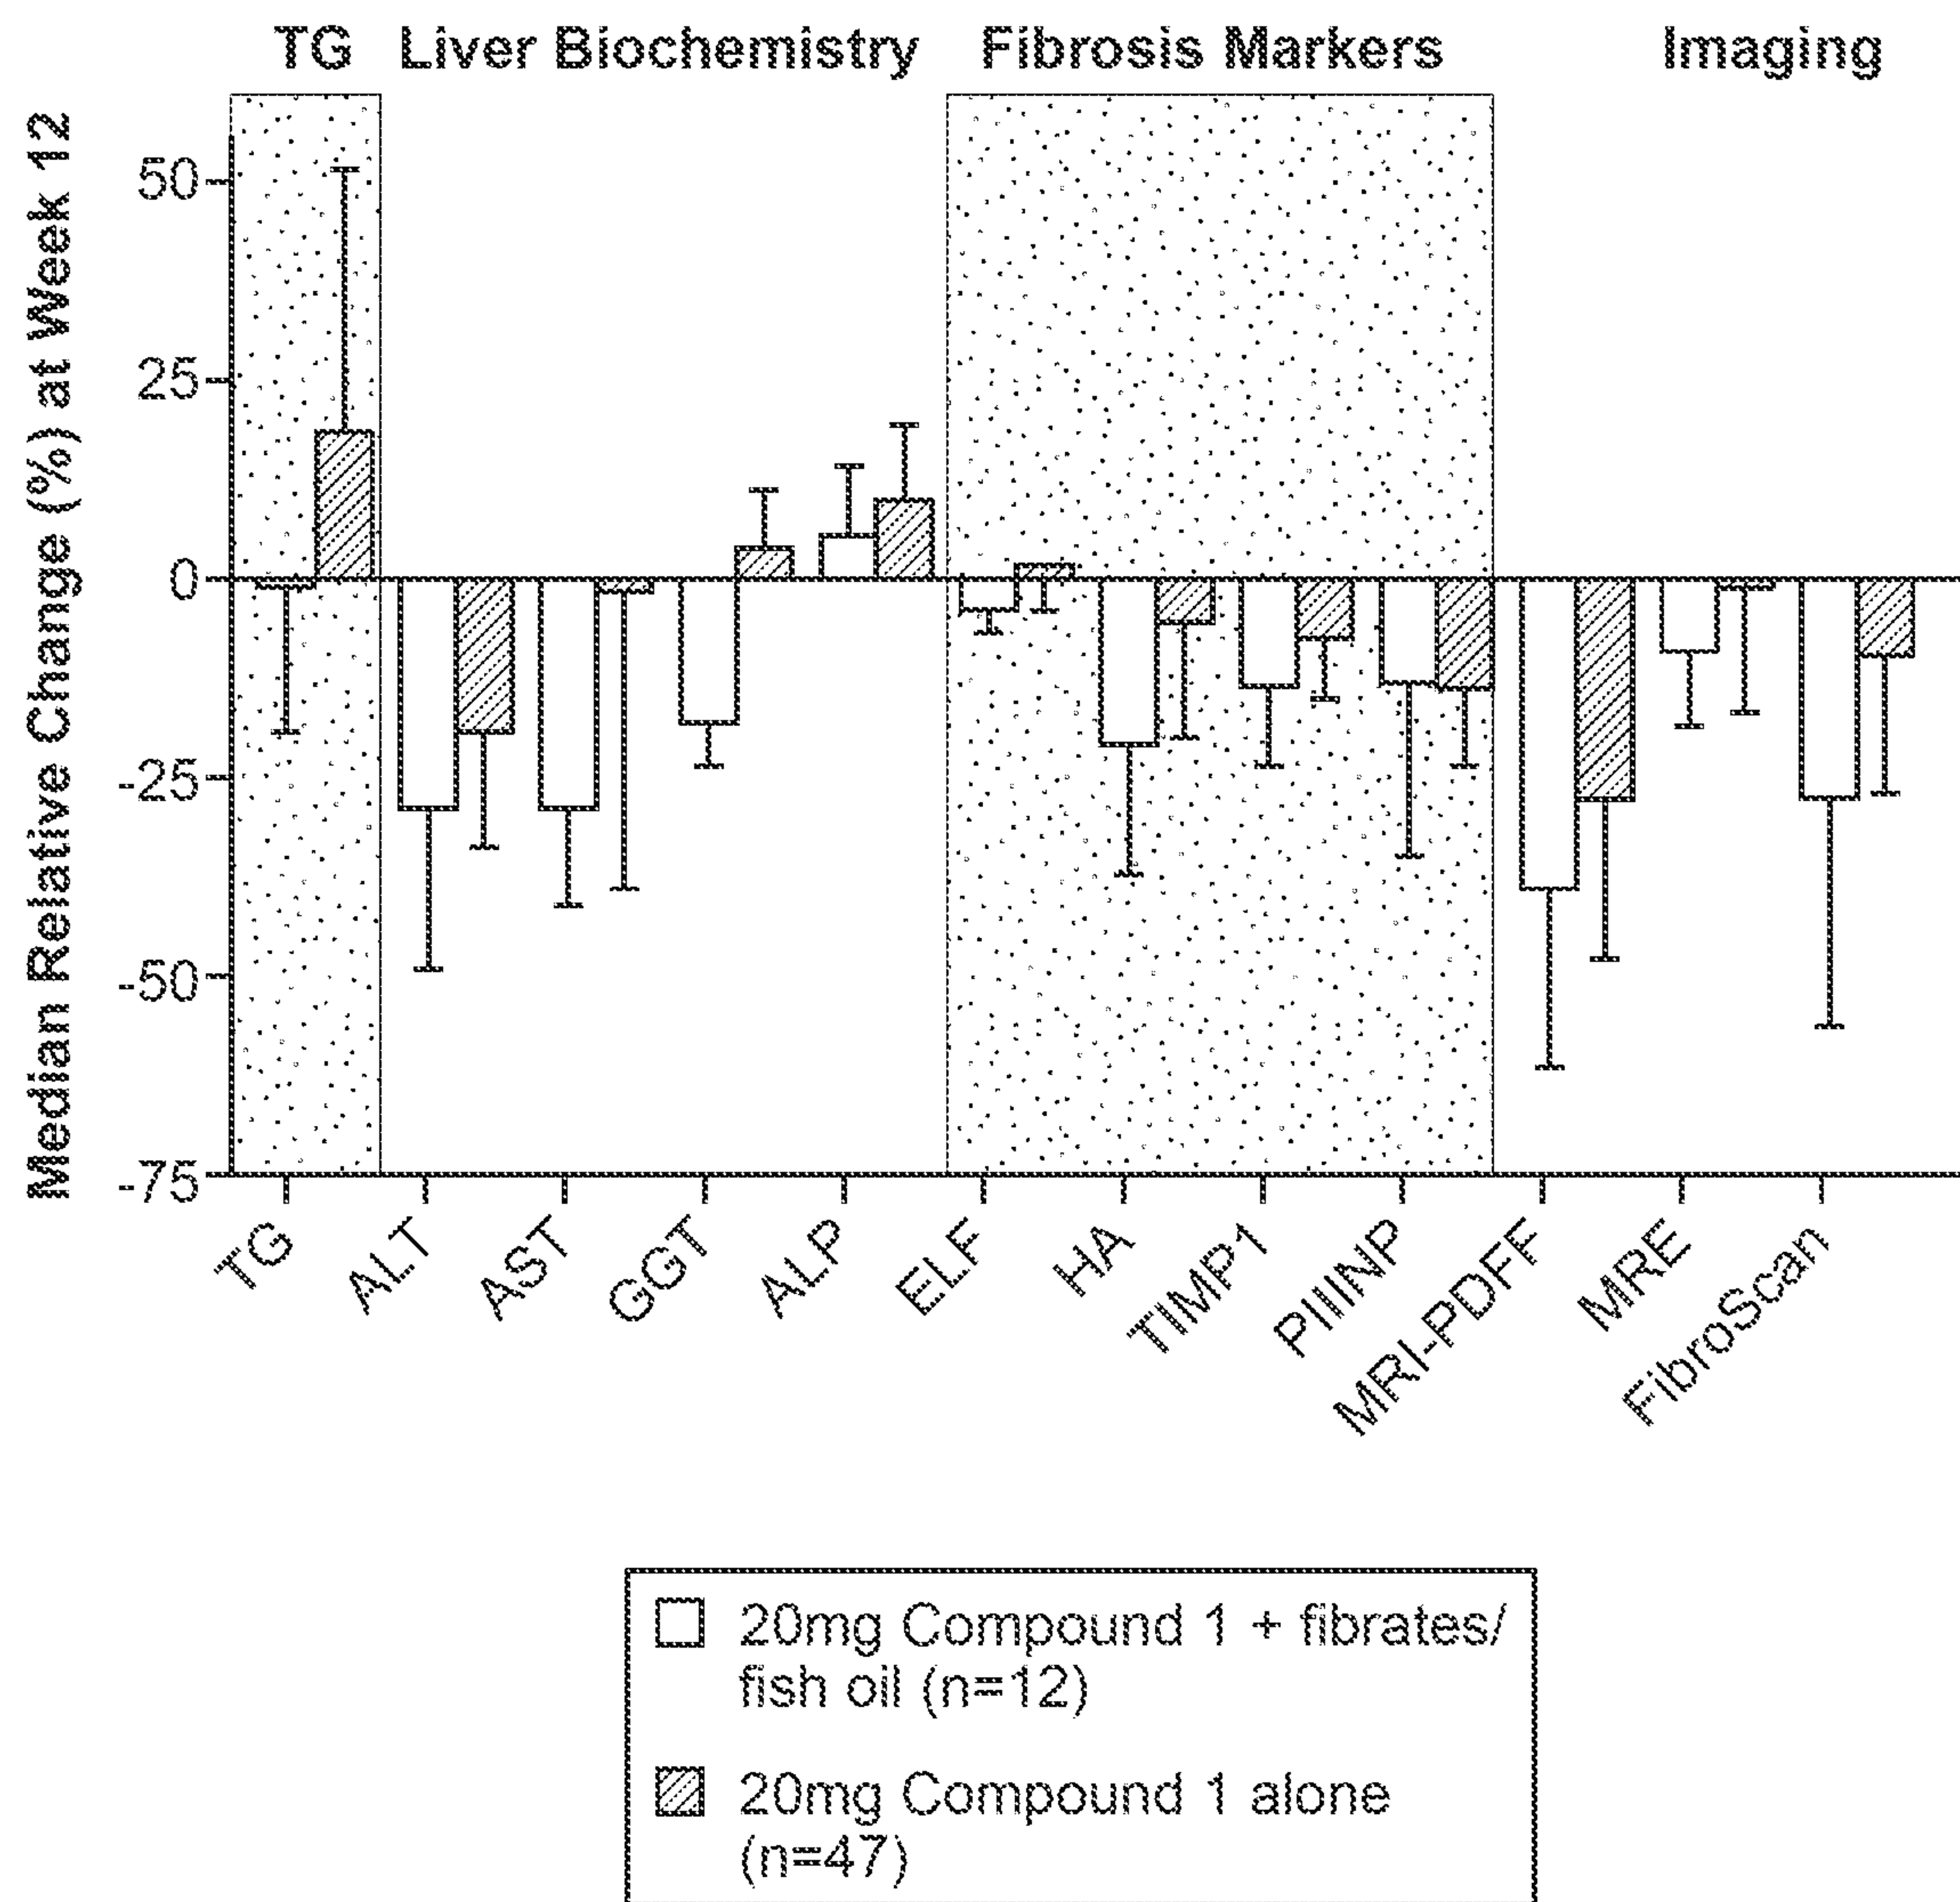 TG Liver Biochemistry Fibrosis Markers Imaging
Median Relative Change (%) at Week 12
50
25
0
-25
-50
-75
TG
ALT
AST
GGT
ALP
ELF
HA
TIMP1
PIIINP
MRI-PDFF
MRE
FibroScan
20mg Compound 1 + fibrates/
fish oil (n=12)
20mg Compound 1 alone
(n=47)